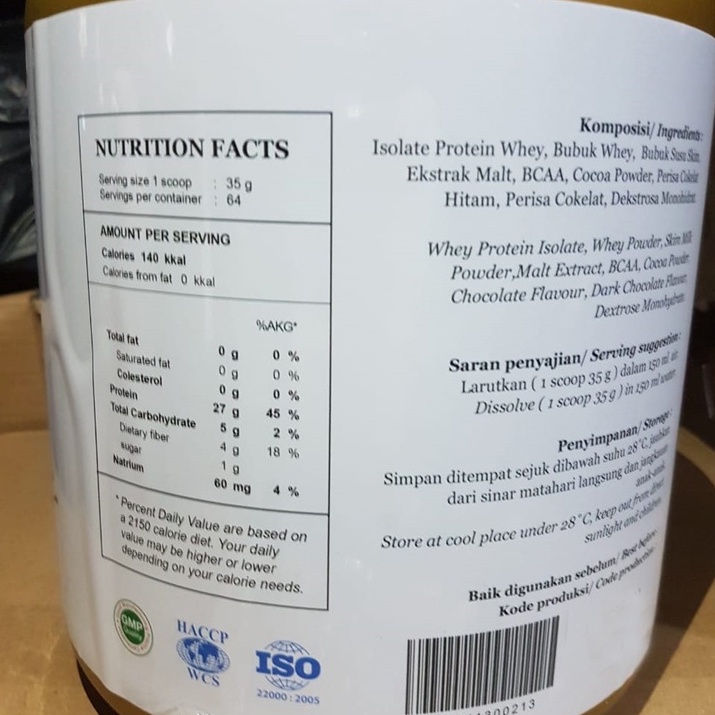 NUTRITION FACTS
Serving size 1 scoop : 35 g
Servings per container : 64
AMOUNT PER SERVING
Calories 140 kkal
Calories from fat 0 kkal
%AKG*
Total fat 0 g 0 %
Saturated fat 0 g 0 %
Colesterol 0 g 0 %
Protein 27 g 45 %
Total Carbohydrate 5 g 2 %
Dietary fiber 4 g 18 %
sugar 1 g
Natrium 60 mg 4 %
*Percent Daily Value are based on
a 2150 calorie diet. Your daily
value may be higher or lower
depending on your calorie needs.
GMP
HACCP
WCS
ISO
22000 : 2005
Komposisi/ Ingredients:
Isolate Protein Whey, Bubuk Whey, Bubuk Susu Skim
Ekstrak Malt, BCAA, Cocoa Powder, Perisa Cokelat
Hitam, Perisa Cokelat, Dekstrosa Monohidrat
Whey Protein Isolate, Whey Powder, Skim Milk
Powder,Malt Extract, BCAA, Cocoa Powder
Chocolate Flavour, Dark Chocolate Flavour,
Dextrose Monohydrate
Saran penyajian/ Serving suggestion:
Larutkan ( 1 scoop 35 g ) dalam 150 ml air
Dissolve ( 1 scoop 35 g ) in 150 ml water
Penyimpanan/ Storage:
Simpan ditempat sejuk dibawah suhu 28°C, jauhkan
dari sinar matahari langsung dan jangkauan
anak-anak.
Store at cool place under 28°C, keep out from direct
sunlight and children
Baik digunakan sebelum/ Best before:
Kode produksi/ Code production:
00213